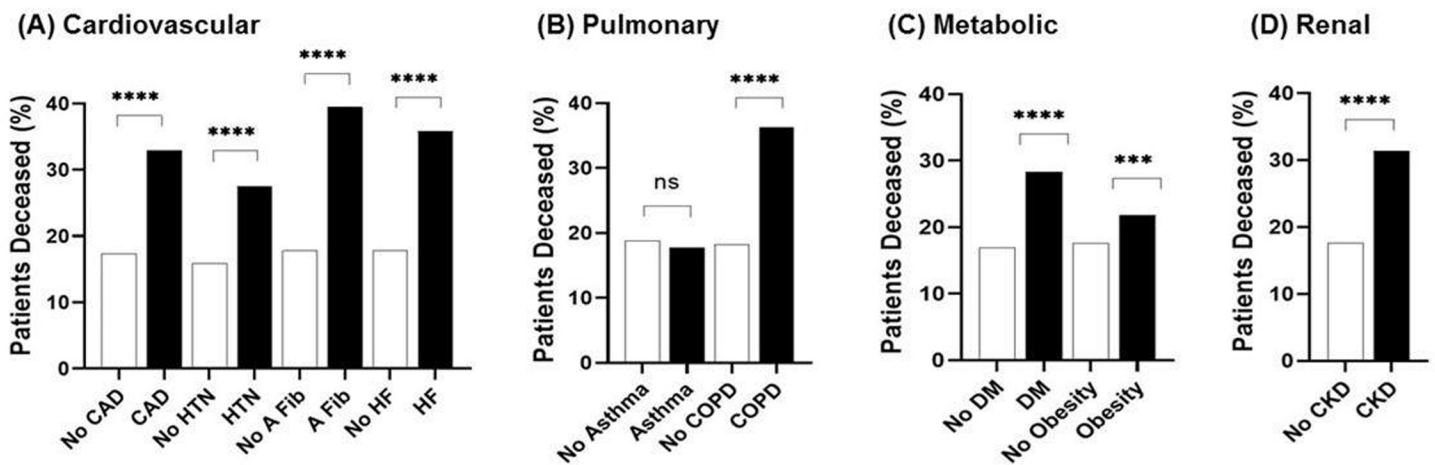 (A) Cardiovascular
Patients Deceased (%)
40
30
20
10
0
****
****
****
****
No CAD
CAD
No HTN
HTN
No A Fib
A Fib
No HF
HF
(B) Pulmonary
Patients Deceased (%)
40
30
20
10
0
ns
****
No Asthma
Asthma
No COPD
COPD
(C) Metabolic
Patients Deceased (%)
40
30
20
10
0
****
***
No DM
DM
No Obesity
Obesity
(D) Renal
Patients Deceased (%)
40
30
20
10
0
****
No CKD
CKD